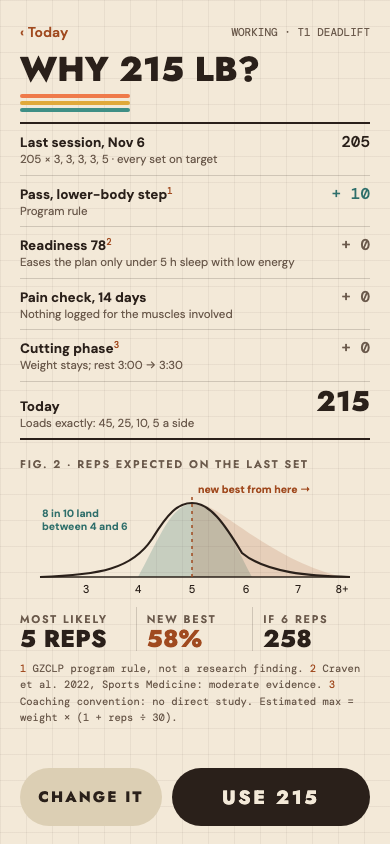 ‹ Today
WORKING · T1 DEADLIFT
WHY 215 LB?
Last session, Nov 6
205
205 × 3, 3, 3, 3, 5 · every set on target
Pass, lower-body step1
+ 10
Program rule
Readiness 782
+ 0
Eases the plan only under 5 h sleep with low energy
Pain check, 14 days
+ 0
Nothing logged for the muscles involved
Cutting phase3
+ 0
Weight stays; rest 3:00 → 3:30
Today
215
Loads exactly: 45, 25, 10, 5 a side
FIG. 2 · REPS EXPECTED ON THE LAST SET
new best from here →
8 in 10 land
between 4 and 6
3 4 5 6 7 8+
MOST LIKELY
5 REPS
NEW BEST
58%
IF 6 REPS
258
1 GZCLP program rule, not a research finding. 2 Craven
et al. 2022, Sports Medicine: moderate evidence. 3
Coaching convention: no direct study. Estimated max =
weight × (1 + reps ÷ 30).
CHANGE IT
USE 215